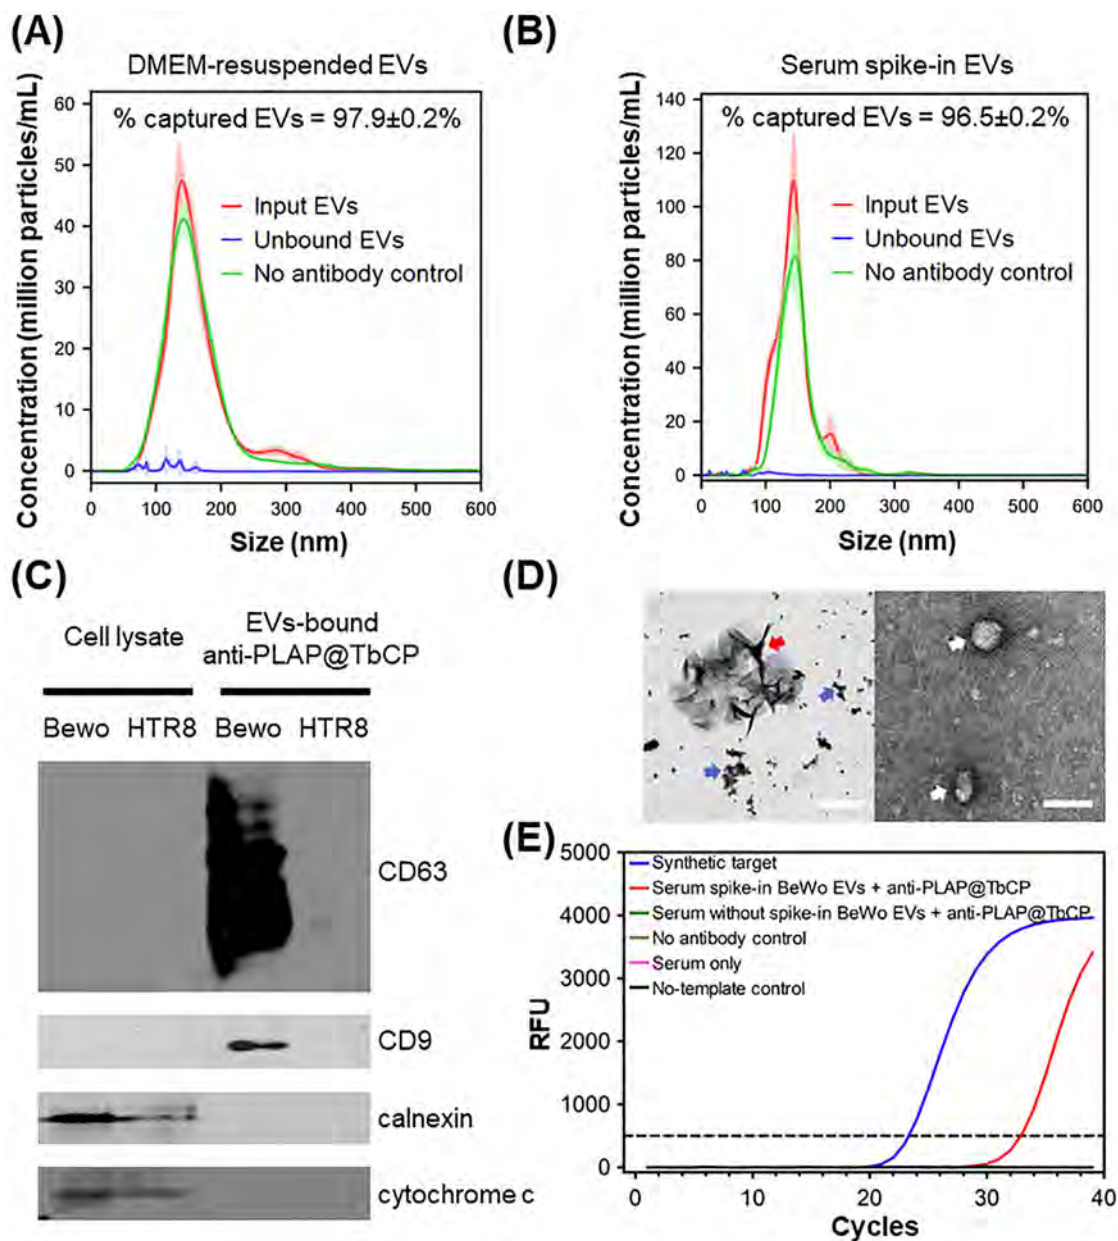 (A)
DMEM-resuspended EVs
% captured EVs = 97.9±0.2%
Input EVs
Unbound EVs
No antibody control
Concentration (million particles/mL)
60
50
40
30
20
10
0
0 100 200 300 400 500 600
Size (nm)
(B)
Serum spike-in EVs
% captured EVs = 96.5±0.2%
Input EVs
Unbound EVs
No antibody control
Concentration (million particles/mL)
140
120
100
80
60
40
20
0
0 100 200 300 400 500 600
Size (nm)
(C)
Cell lysate
EVs-bound
anti-PLAP@TbCP
Bewo HTR8 Bewo HTR8
CD63
CD9
calnexin
cytochrome c
(D)
(E)
Synthetic target
Serum spike-in BeWo EVs + anti-PLAP@TbCP
Serum without spike-in BeWo EVs + anti-PLAP@TbCP
No antibody control
Serum only
No-template control
RFU
5000
4000
3000
2000
1000
0
0 10 20 30 40
Cycles